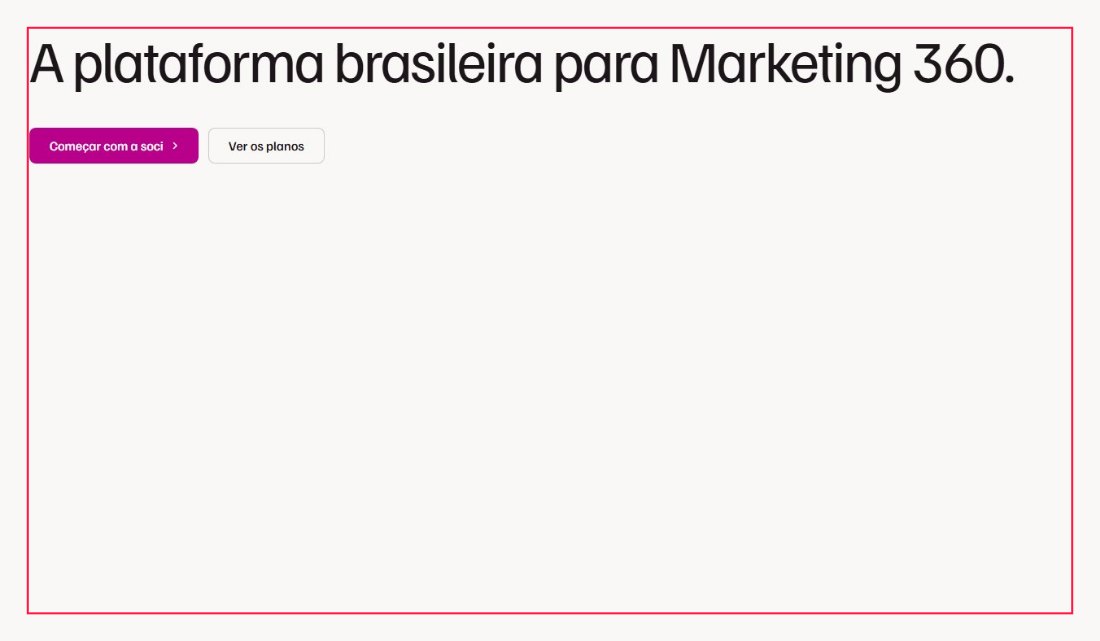 A plataforma brasileira para Marketing 360.
Começar com a soci
Ver os planos